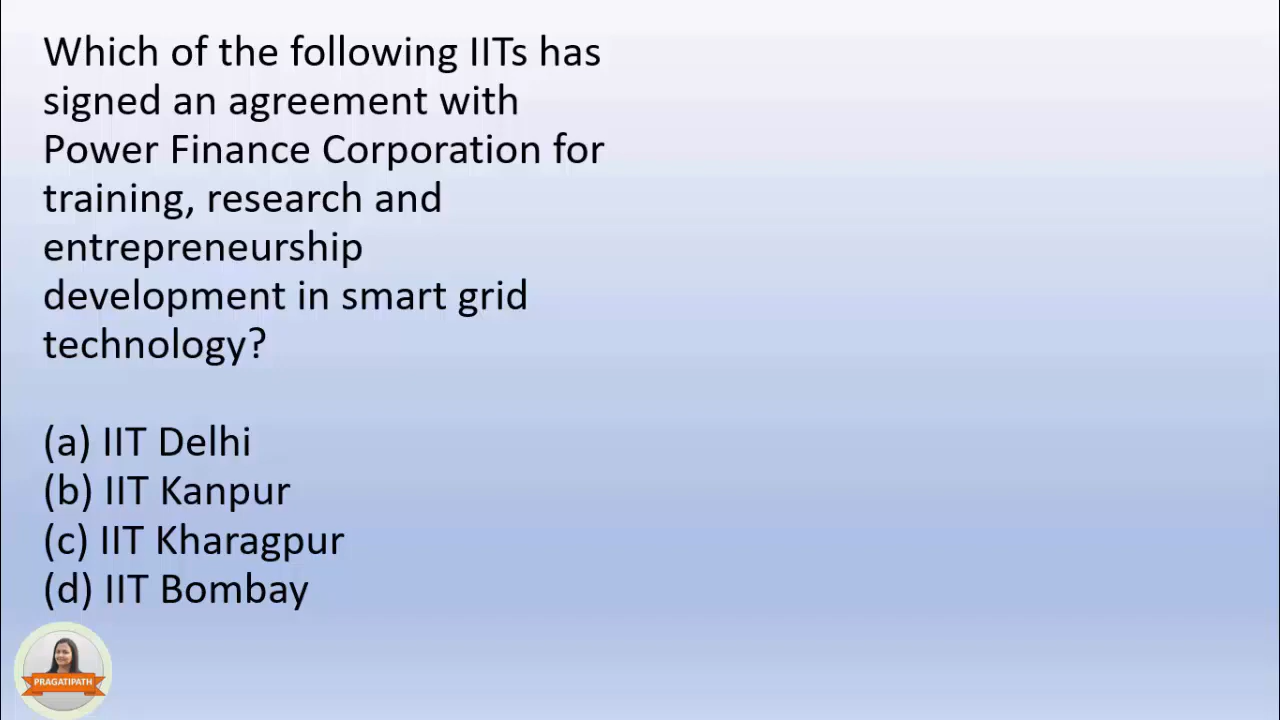 Which of the following IITs has
signed an agreement with
Power Finance Corporation for
training, research and
entrepreneurship
development in smart grid
technology?
(a) IIT Delhi
(b) IIT Kanpur
(c) IIT Kharagpur
(d) IIT Bombay
PRAGATIPATH